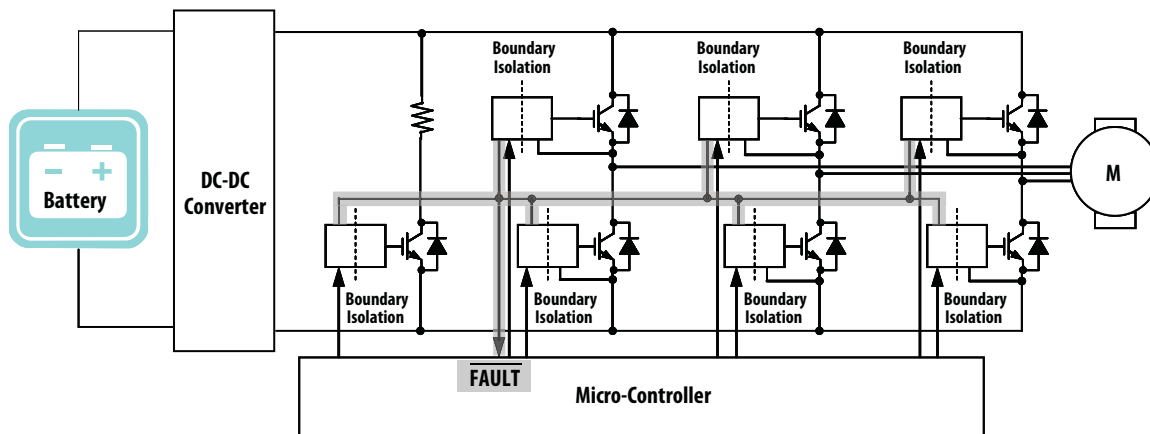 Boundary
Isolation
Boundary
Isolation
Boundary
Isolation
− +
Battery
DC-DC
Converter
M
Boundary
Isolation
Boundary
Isolation
Boundary
Isolation
Boundary
Isolation
FAULT
Micro-Controller